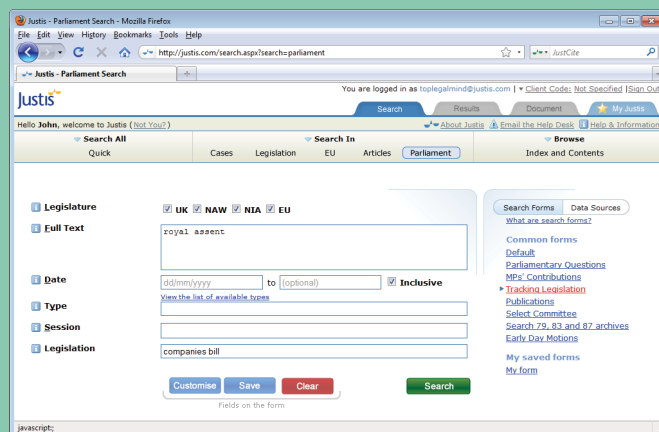 Justis - Parliament Search - Mozilla Firefox
File Edit View History Bookmarks Tools Help
http://justis.com/search.aspx?search=parliament
JustCite
Justis - Parliament Search
You are logged in as toplegalmind@justis.com | Client Code: Not Specified |Sign Out
Justis
Search Results Document My Justis
Hello John, welcome to Justis (Not You?)
About Justis Email the Help Desk Help & Information
Search All Search In Browse
Quick Cases Legislation EU Articles Parliament Index and Contents
Search Forms Data Sources
What are search forms?
Legislature UK NAW NIA EU
Full Text royal assent
Date dd/mm/yyyy to (optional) Inclusive
View the list of available types
Type
Session
Legislation companies bill
Customise Save Clear Search
Fields on the form
Common forms
Default
Parliamentary Questions
MPs' Contributions
Tracking Legislation
Publications
Select Committee
Search 79, 83 and 87 archives
Early Day Motions
My saved forms
My form
javascript:;